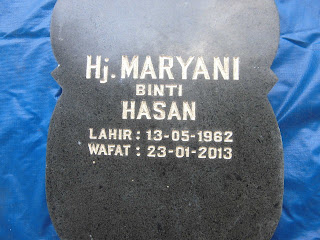 Hj. MARYANI
BINTI
HASAN
LAHIR : 13-05-1962
WAFAT : 23-01-2013